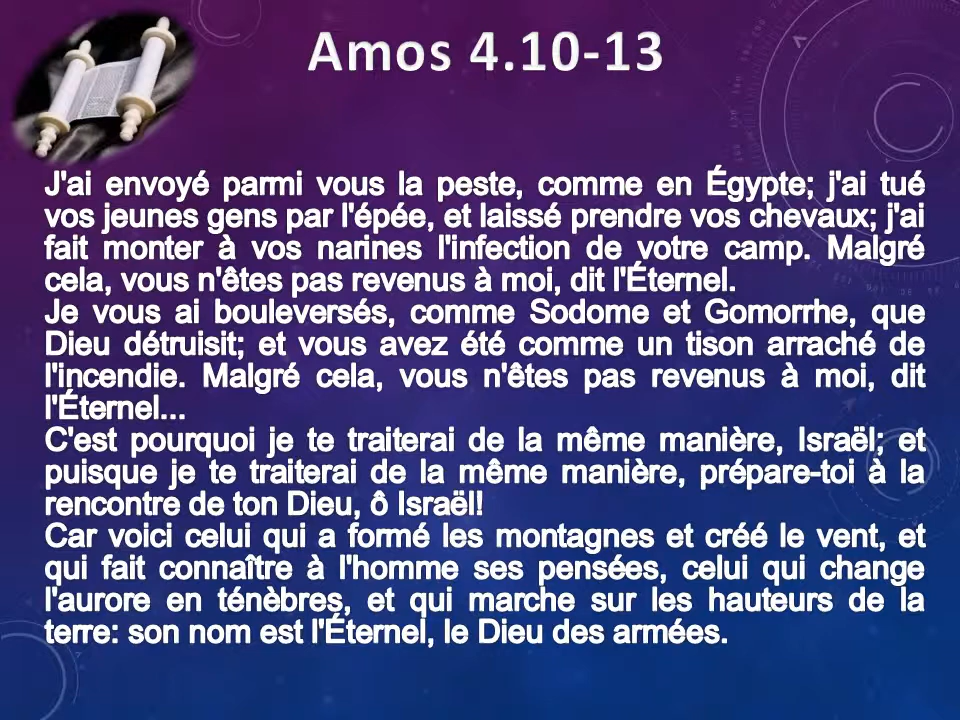 Amos 4.10-13
J'ai envoyé parmi vous la peste, comme en Égypte; j'ai tué
vos jeunes gens par l'épée, et laissé prendre vos chevaux; j'ai
fait monter à vos narines l'infection de votre camp. Malgré
cela, vous n'êtes pas revenus à moi, dit l'Éternel.
Je vous ai bouleversés, comme Sodome et Gomorrhe, que
Dieu détruisit; et vous avez été comme un tison arraché de
l'incendie. Malgré cela, vous n'êtes pas revenus à moi, dit
l'Éternel...
C'est pourquoi je te traiterai de la même manière, Israël; et
puisque je te traiterai de la même manière, prépare-toi à la
rencontre de ton Dieu, ô Israël!
Car voici celui qui a formé les montagnes et créé le vent, et
qui fait connaître à l'homme ses pensées, celui qui change
l'aurore en ténèbres, et qui marche sur les hauteurs de la
terre: son nom est l'Éternel, le Dieu des armées.